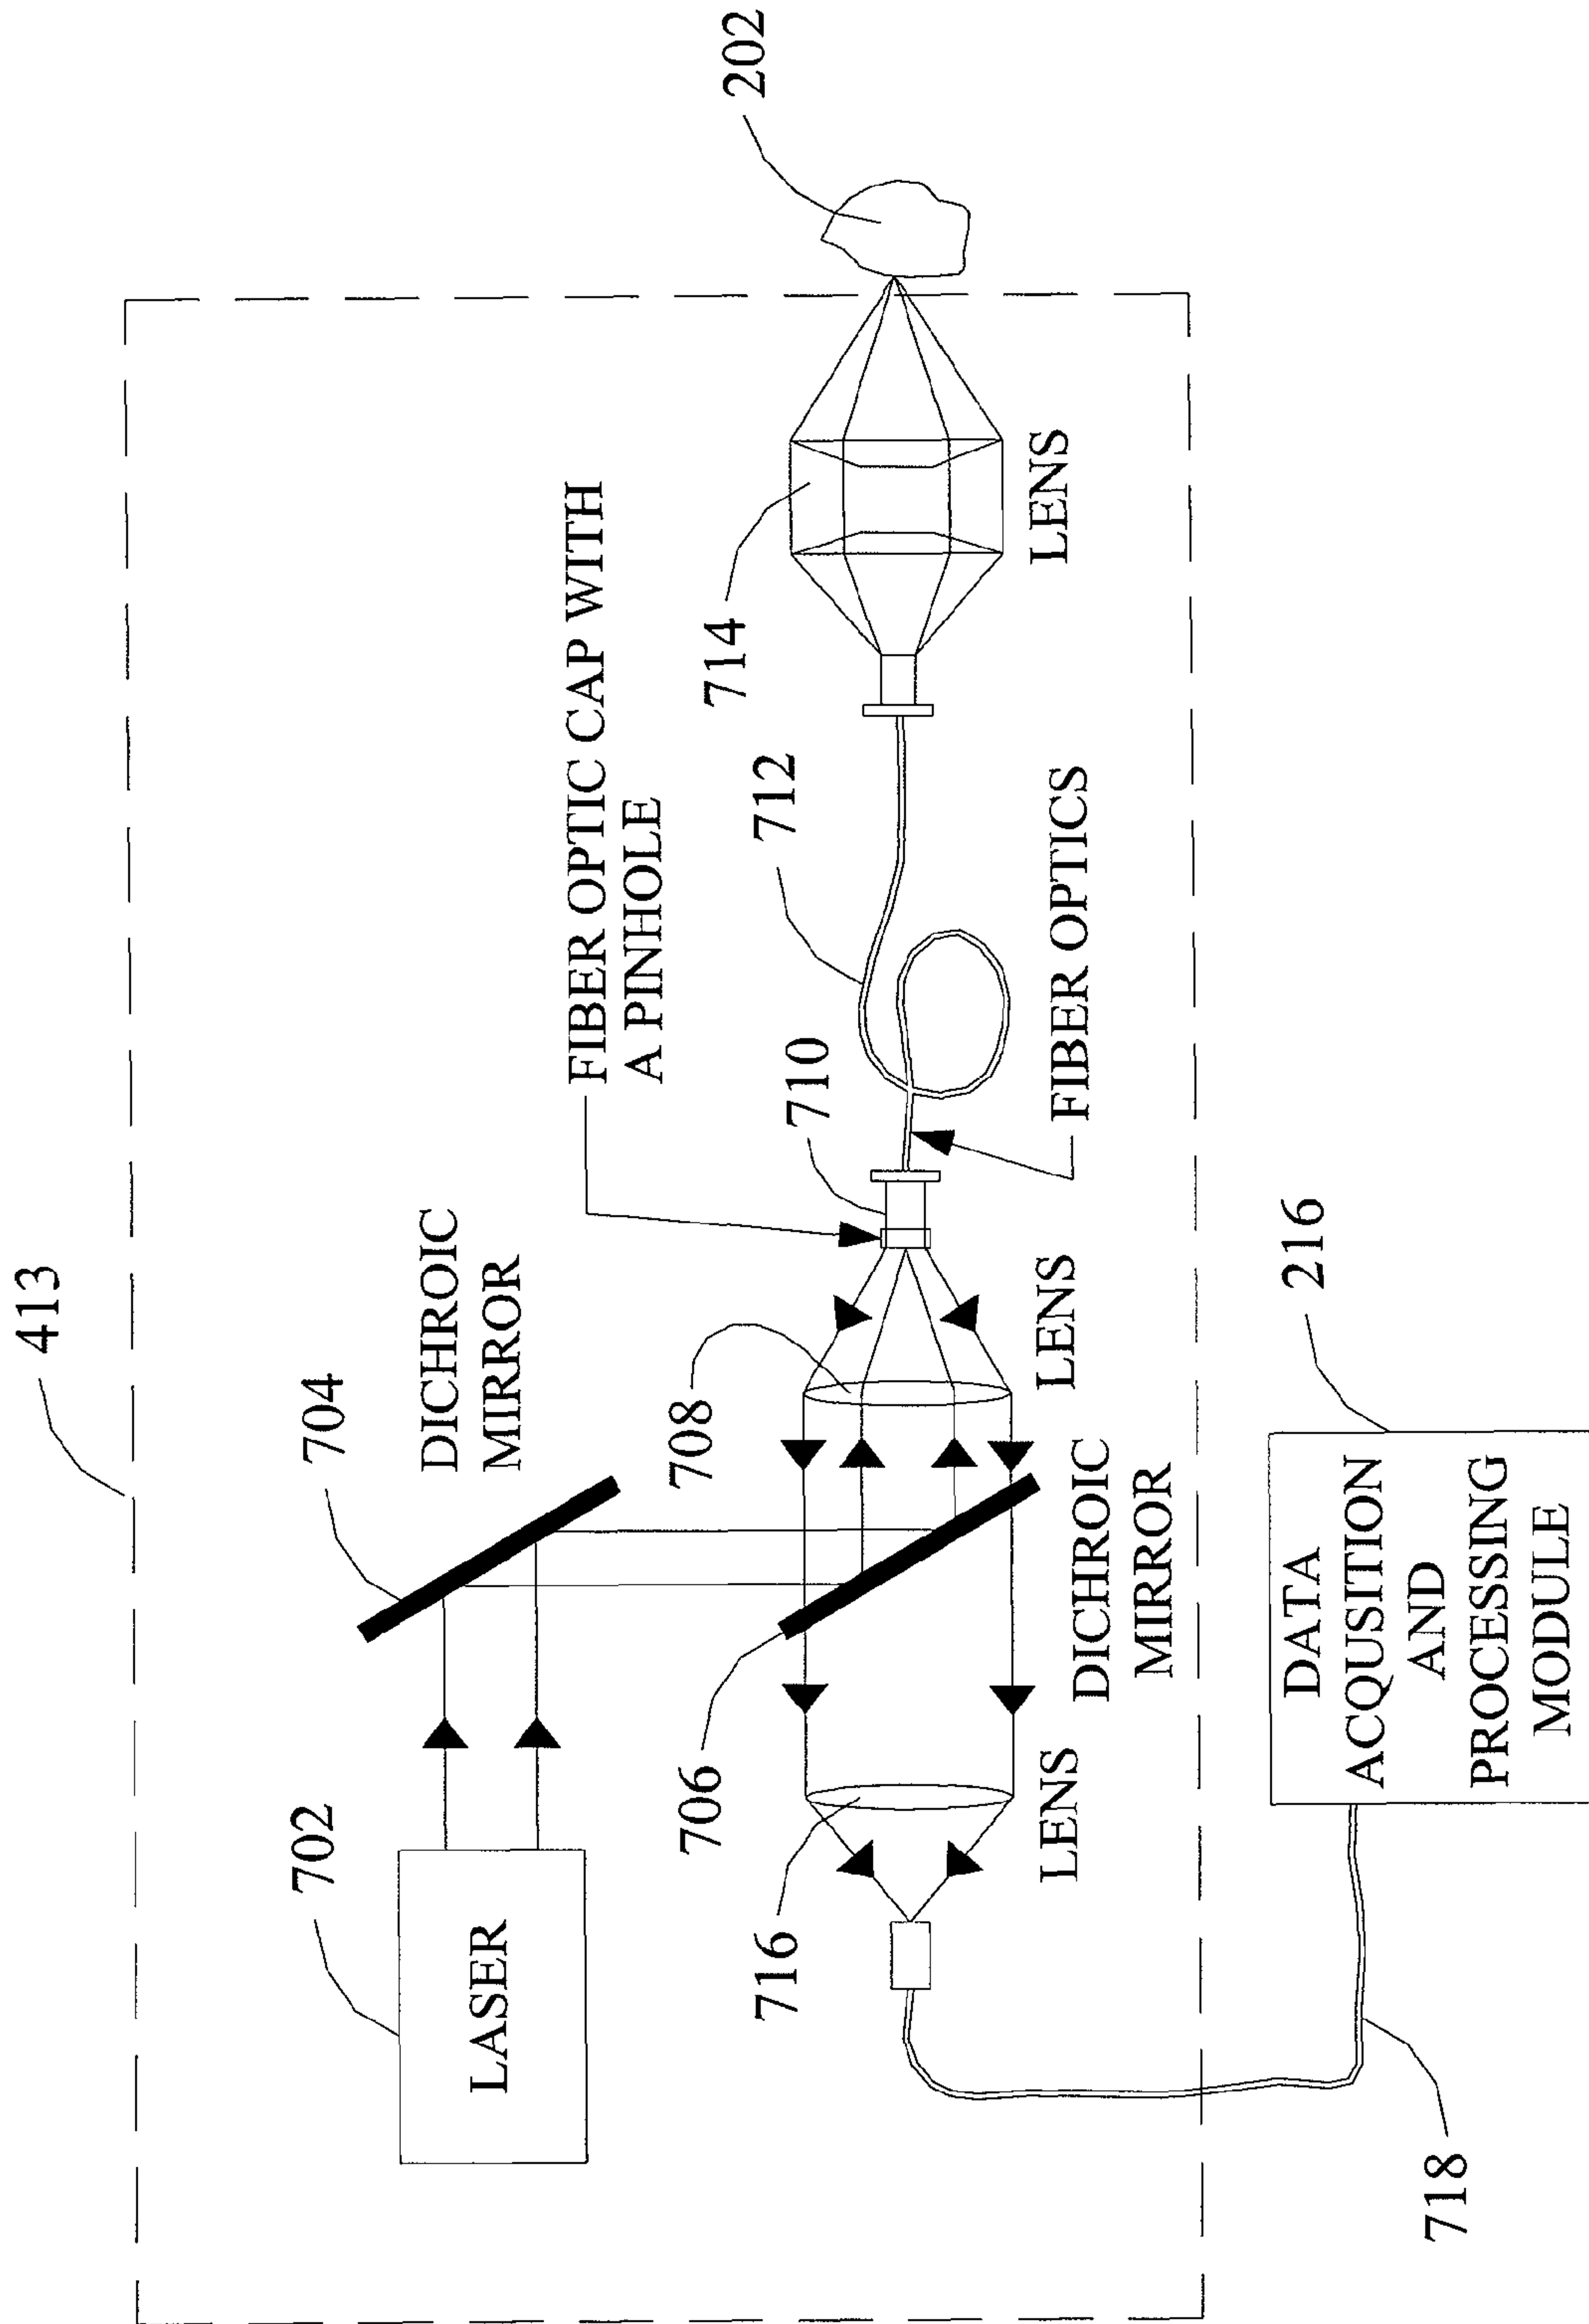 413
702
LASER
704
DICHROIC
MIRROR
FIBER OPTIC CAP WITH
A PINHOLE
706
716
708
710
712
714
202
LENS
DICHROIC
MIRROR
LENS
FIBER OPTICS
LENS
718
DATA
ACQUSITION
AND
PROCESSING
MODULE
216